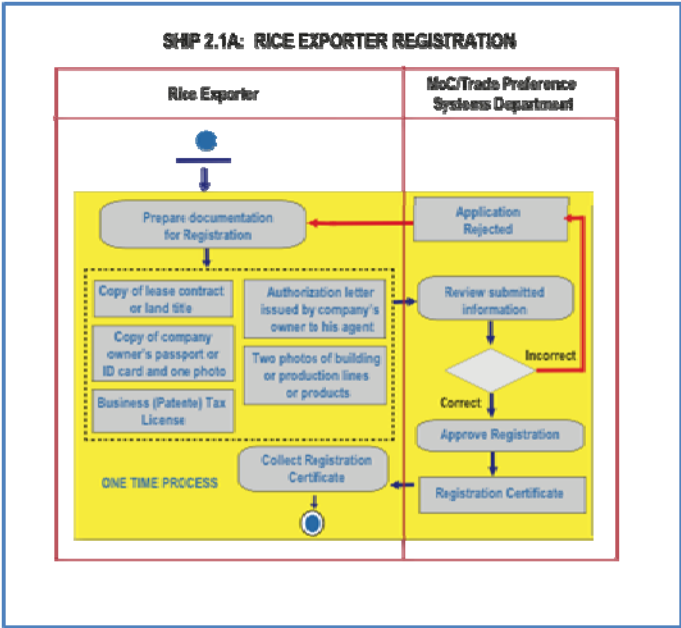 SHIP 2.1A: RICE EXPORTER REGISTRATION
Rice Exporter
MoC/Trade Preference
Systems Department
Prepare documentation
for Registration
Application
Rejected
Copy of lease contract
or land title
Authorization letter
issued by company's
owner to his agent
Review submitted
information
Copy of company
owner's passport or
ID card and one photo
Two photos of building
or production lines
or products
Incorrect
Correct
Business (Patente) Tax
License
Approve Registration
Collect Registration
Certificate
ONE TIME PROCESS
Registration Certificate